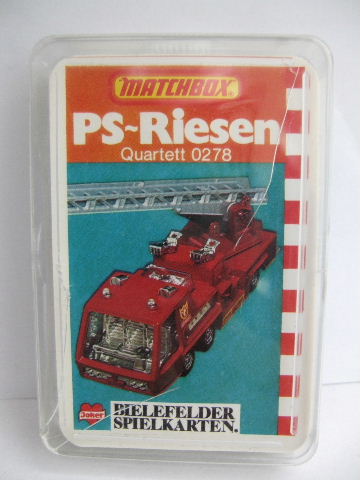 MATCHBOX
PS~Riesen
Quartett 0278
Joker
BIELEFELDER
SPIELKARTEN.